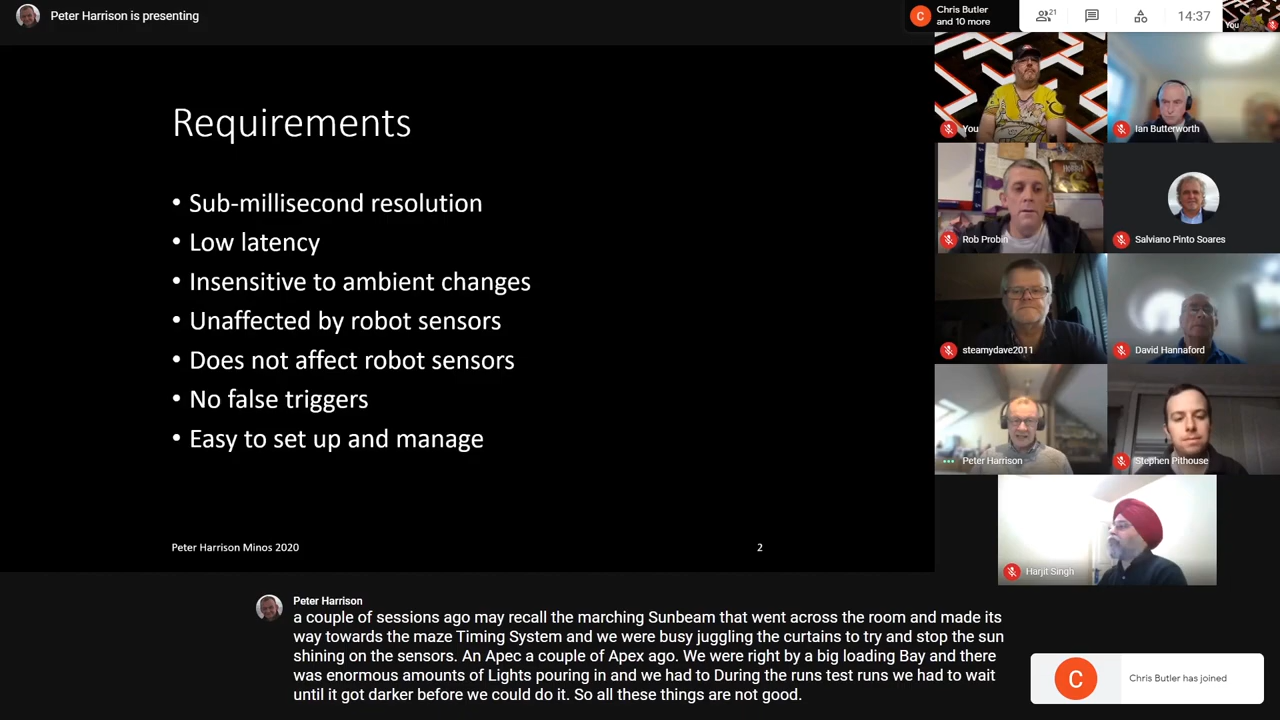 Peter Harrison is presenting
C
Chris Butler
and 10 more
21
14:37
You
You
Ian Butterworth
Rob Probin
Salviano Pinto Soares
steamydave2011
David Hannaford
Peter Harrison
Stephen Pithouse
Harjit Singh
Requirements
• Sub-millisecond resolution
• Low latency
• Insensitive to ambient changes
• Unaffected by robot sensors
• Does not affect robot sensors
• No false triggers
• Easy to set up and manage
Peter Harrison Minos 2020
2
Peter Harrison
a couple of sessions ago may recall the marching Sunbeam that went across the room and made its
way towards the maze Timing System and we were busy juggling the curtains to try and stop the sun
shining on the sensors. An Apec a couple of Apex ago. We were right by a big loading Bay and there
was enormous amounts of Lights pouring in and we had to During the runs test runs we had to wait
until it got darker before we could do it. So all these things are not good.
C
Chris Butler has joined